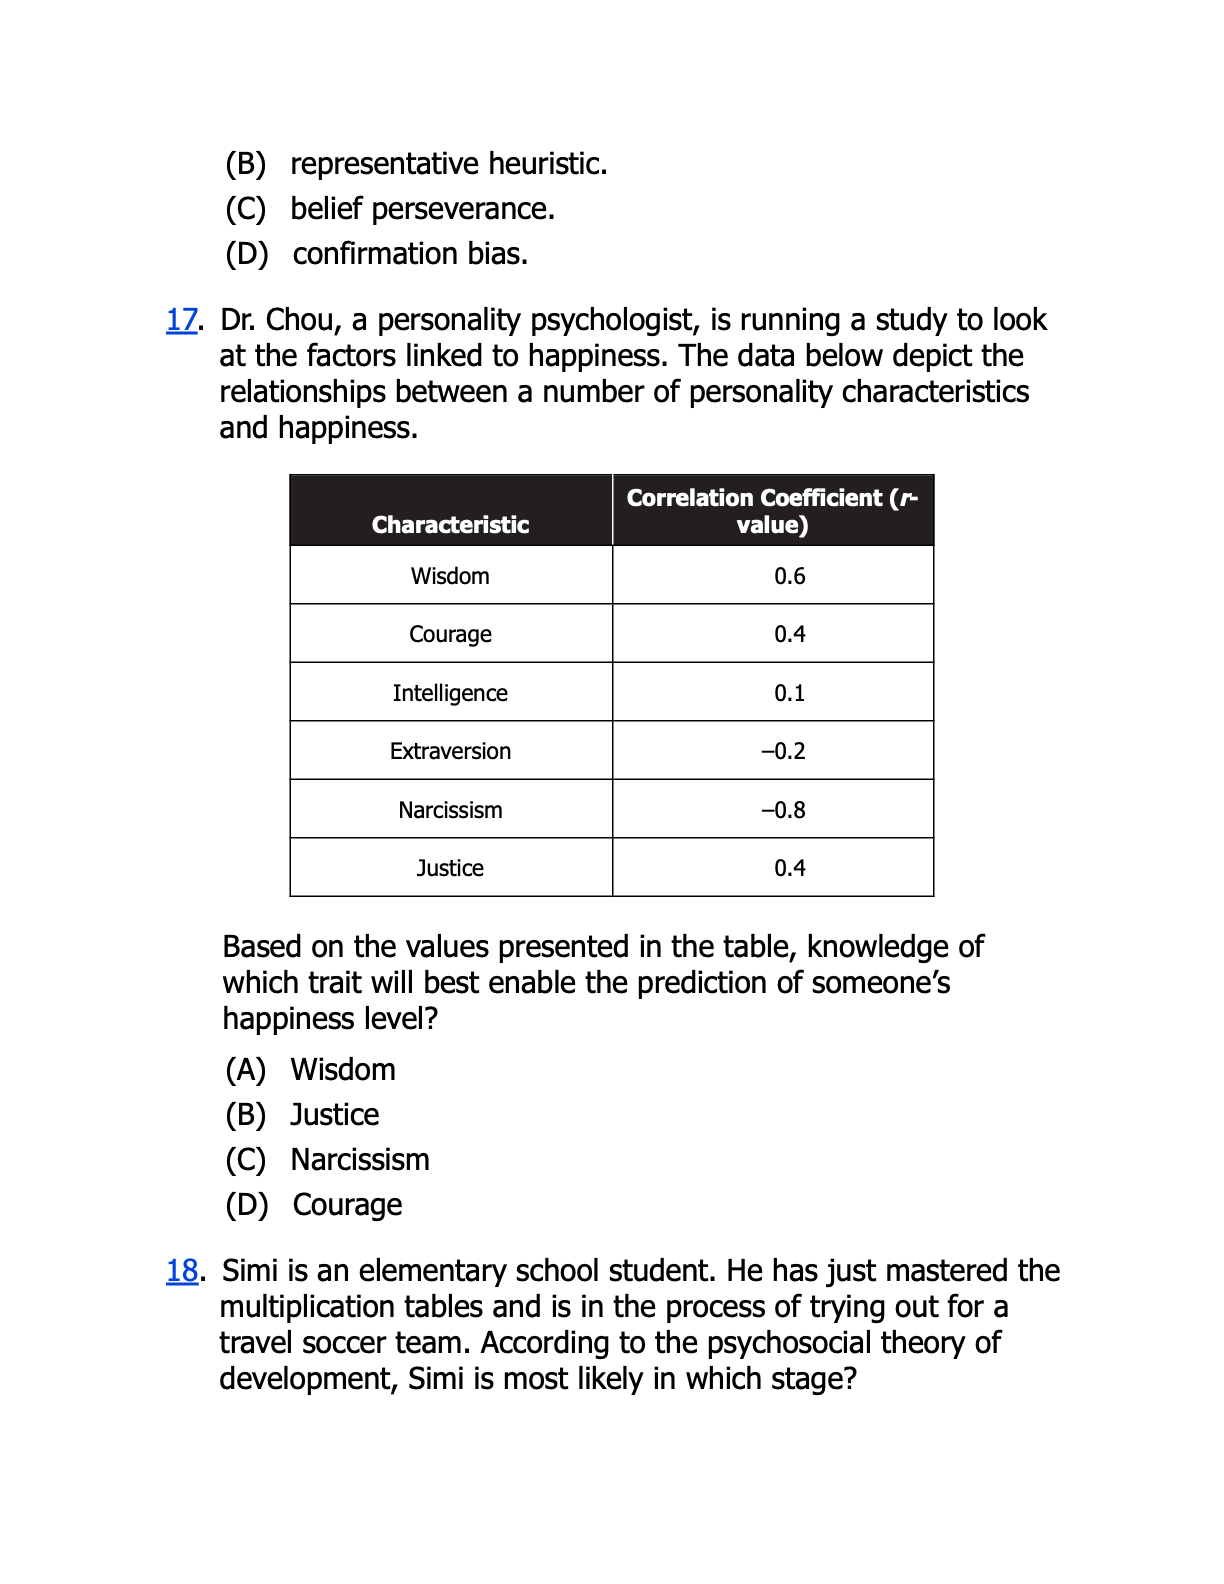 (B) representative heuristic.
(C) belief perseverance.
(D) confirmation bias.
17. Dr. Chou, a personality psychologist, is running a study to look
at the factors linked to happiness. The data below depict the
relationships between a number of personality characteristics
and happiness.
Characteristic
Correlation Coefficient (r-
value)
Wisdom 0.6
Courage 0.4
Intelligence 0.1
Extraversion –0.2
Narcissism –0.8
Justice 0.4
Based on the values presented in the table, knowledge of
which trait will best enable the prediction of someone’s
happiness level?
(A) Wisdom
(B) Justice
(C) Narcissism
(D) Courage
18. Simi is an elementary school student. He has just mastered the
multiplication tables and is in the process of trying out for a
travel soccer team. According to the psychosocial theory of
development, Simi is most likely in which stage?